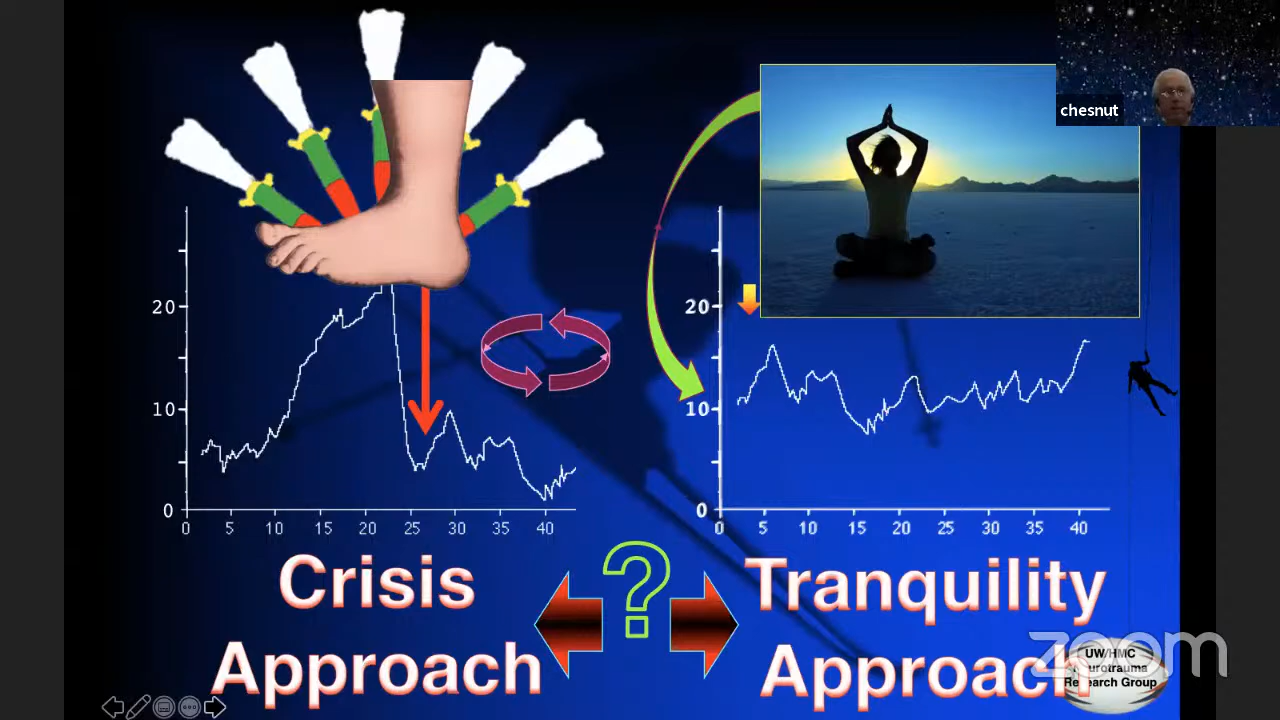 chesnut
20
10
0
0 5 10 15 20 25 30 35 40
20
10
0
0 5 10 15 20 25 30 35 40
?
Crisis
Approach
Tranquility
Approach
UW/HMC
Neurotrauma
Research Group
zoom